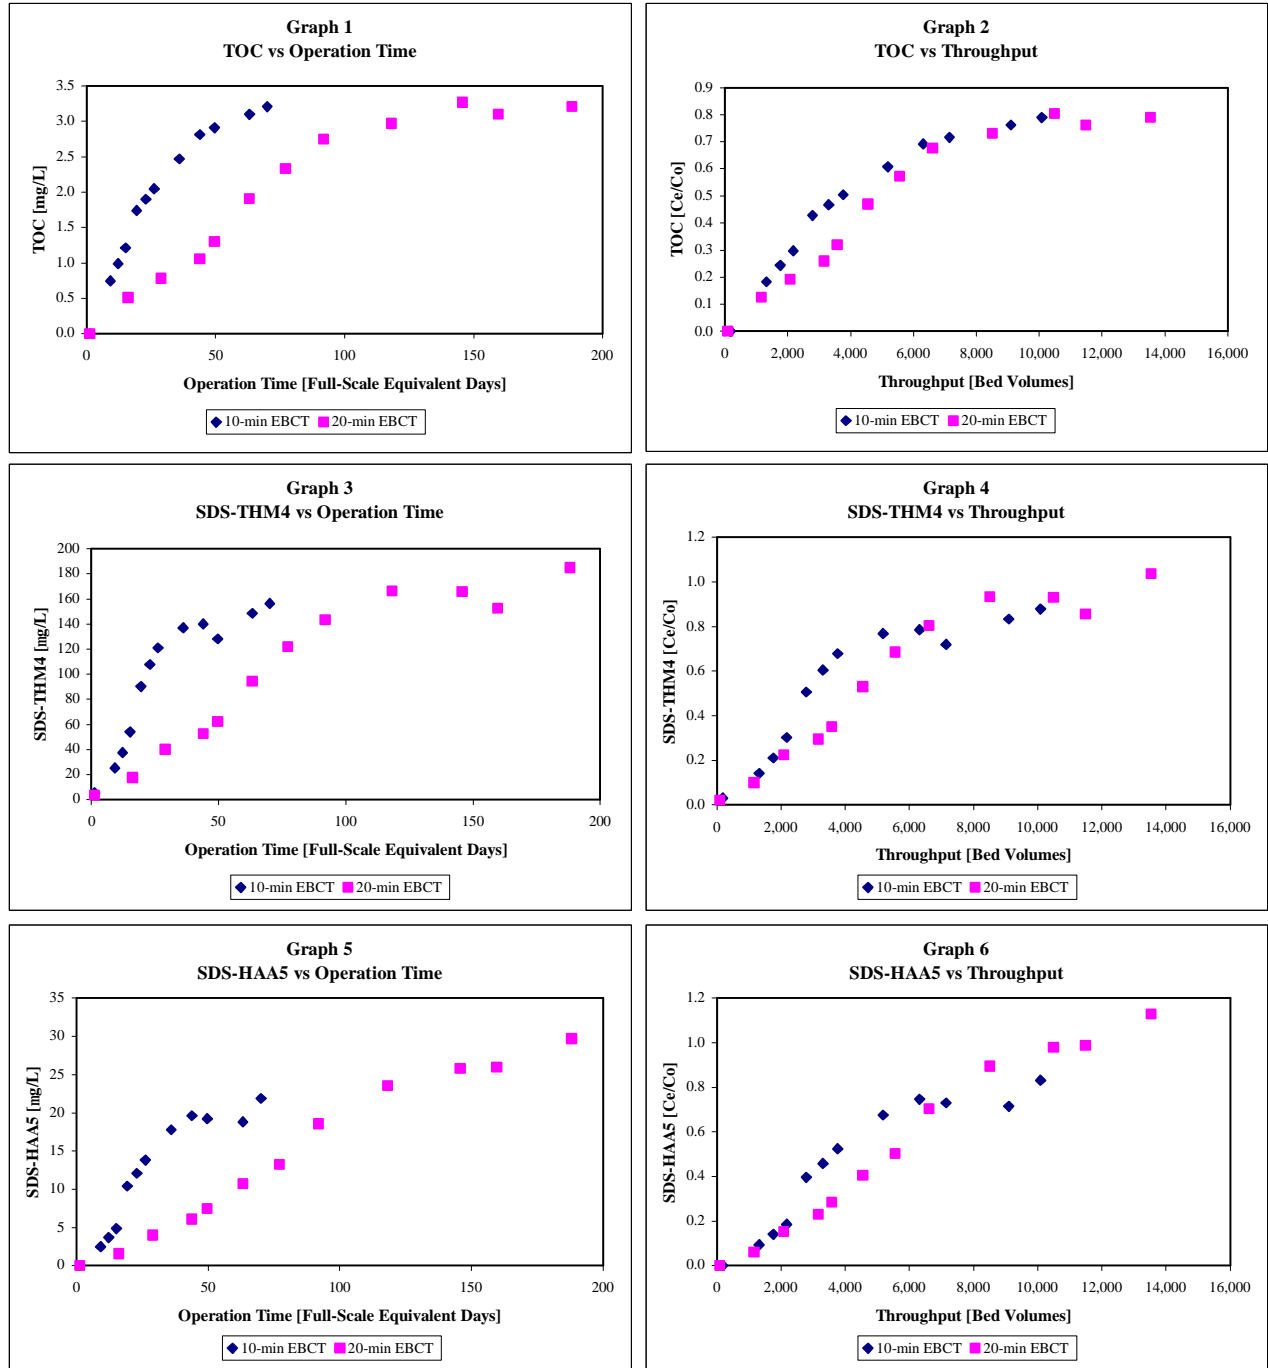 Graph 1
TOC vs Operation Time
3.5
3.0
2.5
2.0
1.5
1.0
0.5
0.0
TOC [mg/L]
0 50 100 150 200
Operation Time [Full-Scale Equivalent Days]
10-min EBCT 20-min EBCT
Graph 2
TOC vs Throughput
0.9
0.8
0.7
0.6
0.5
0.4
0.3
0.2
0.1
0.0
TOC [Ce/Co]
0 2,000 4,000 6,000 8,000 10,000 12,000 14,000 16,000
Throughput [Bed Volumes]
10-min EBCT 20-min EBCT
Graph 3
SDS-THM4 vs Operation Time
200
180
160
140
120
100
80
60
40
20
0
SDS-THM4 [mg/L]
0 50 100 150 200
Operation Time [Full-Scale Equivalent Days]
10-min EBCT 20-min EBCT
Graph 4
SDS-THM4 vs Throughput
1.2
1.0
0.8
0.6
0.4
0.2
0.0
SDS-THM4 [Ce/Co]
0 2,000 4,000 6,000 8,000 10,000 12,000 14,000 16,000
Throughput [Bed Volumes]
10-min EBCT 20-min EBCT
Graph 5
SDS-HAA5 vs Operation Time
35
30
25
20
15
10
5
0
SDS-HAA5 [mg/L]
0 50 100 150 200
Operation Time [Full-Scale Equivalent Days]
10-min EBCT 20-min EBCT
Graph 6
SDS-HAA5 vs Throughput
1.2
1.0
0.8
0.6
0.4
0.2
0.0
SDS-HAA5 [Ce/Co]
0 2,000 4,000 6,000 8,000 10,000 12,000 14,000 16,000
Throughput [Bed Volumes]
10-min EBCT 20-min EBCT